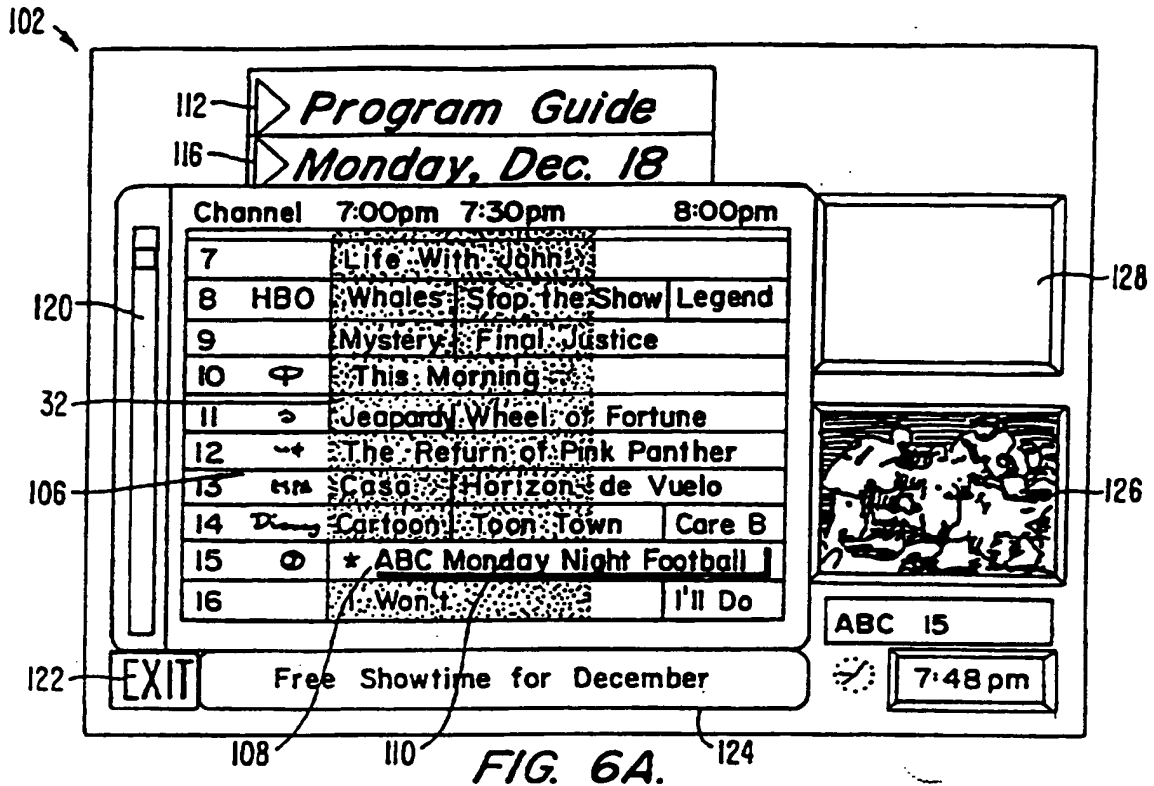 102
112
Program Guide
116
Monday, Dec. 18
Channel 7:00pm 7:30pm 8:00pm
7 Life With John
8 HBO Whales Stop the Show Legend
128
120
9 Mystery Final Justice
10 This Morning
32
11 Jeapardy Wheel of Fortune
12 The Return of Pink Panther
106
13 Casa Horizon de Vuelo
126
14 Disney Cartoon Toon Town Care B
15 * ABC Monday Night Football
16 I Won't I'll Do
ABC 15
122
EXIT Free Showtime for December
7:48 pm
108 110 124
FIG. 6A.